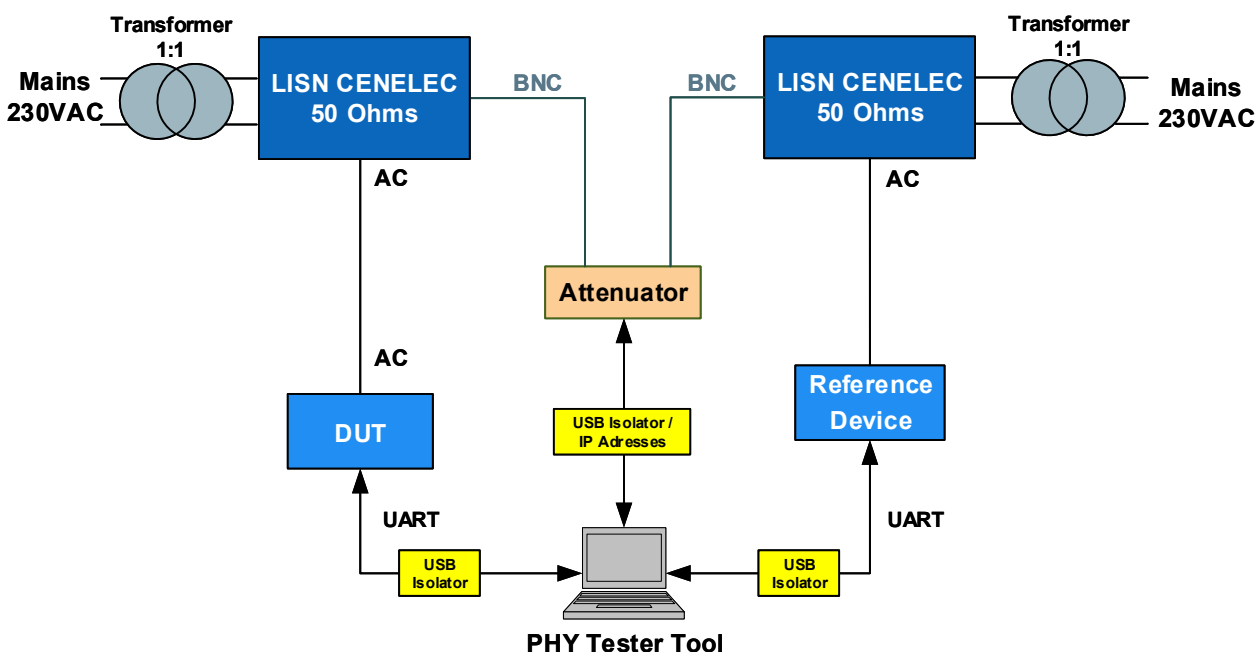 Transformer
1:1
Mains
230VAC
LISN CENELEC
50 Ohms
BNC
BNC
LISN CENELEC
50 Ohms
Transformer
1:1
Mains
230VAC
AC
AC
Attenuator
AC
DUT
USB Isolator /
IP Adresses
Reference
Device
UART
UART
USB
Isolator
USB
Isolator
PHY Tester Tool